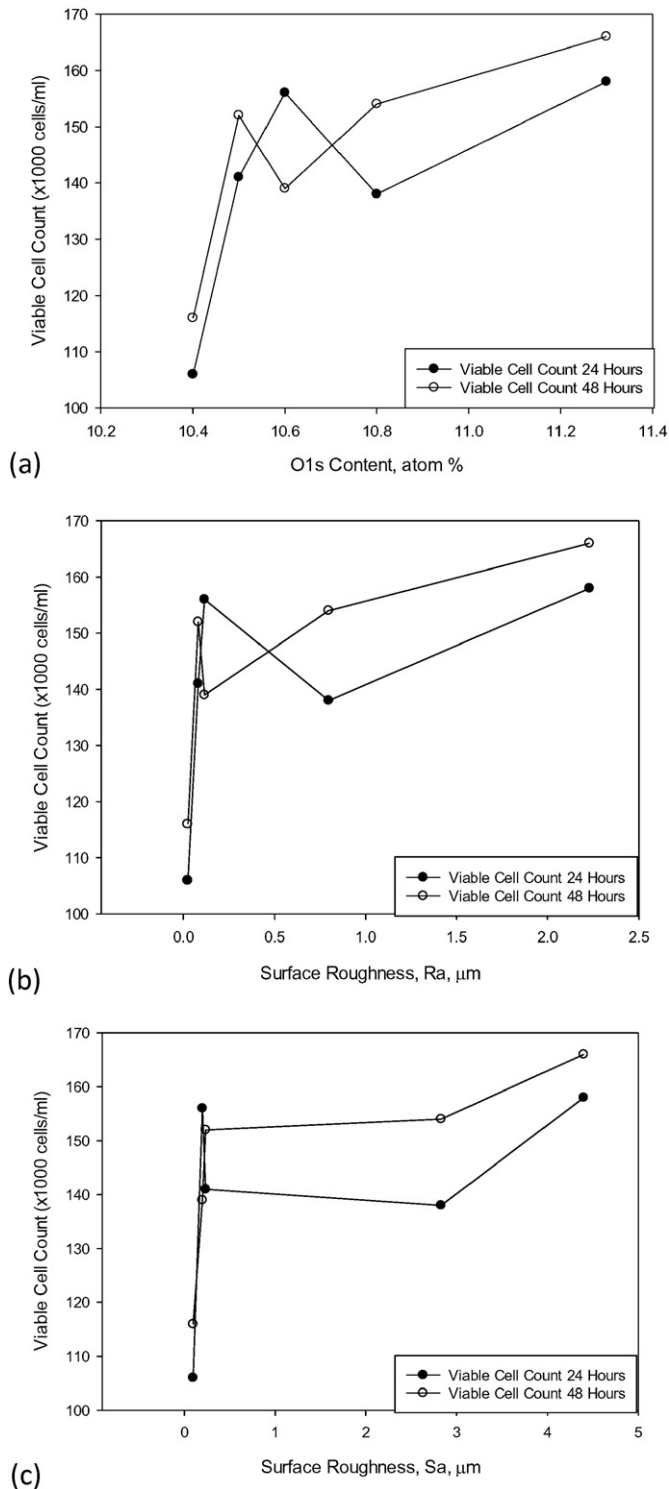 170
160
150
140
130
120
110
100
Viable Cell Count (x1000 cells/ml)
Viable Cell Count 24 Hours
Viable Cell Count 48 Hours
10.2 10.4 10.6 10.8 11.0 11.2 11.4
O1s Content, atom %
(a)
170
160
150
140
130
120
110
100
Viable Cell Count (x1000 cells/ml)
Viable Cell Count 24 Hours
Viable Cell Count 48 Hours
0.0 0.5 1.0 1.5 2.0 2.5
Surface Roughness, Ra, μm
(b)
170
160
150
140
130
120
110
100
Viable Cell Count (x1000 cells/ml)
Viable Cell Count 24 Hours
Viable Cell Count 48 Hours
0 1 2 3 4 5
Surface Roughness, Sa, μm
(c)